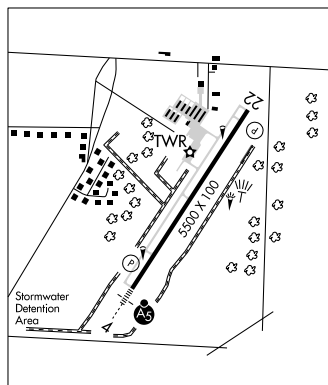 22
P
TWR
5500 X 100
P
Stormwater
Detention
Area
4
A5